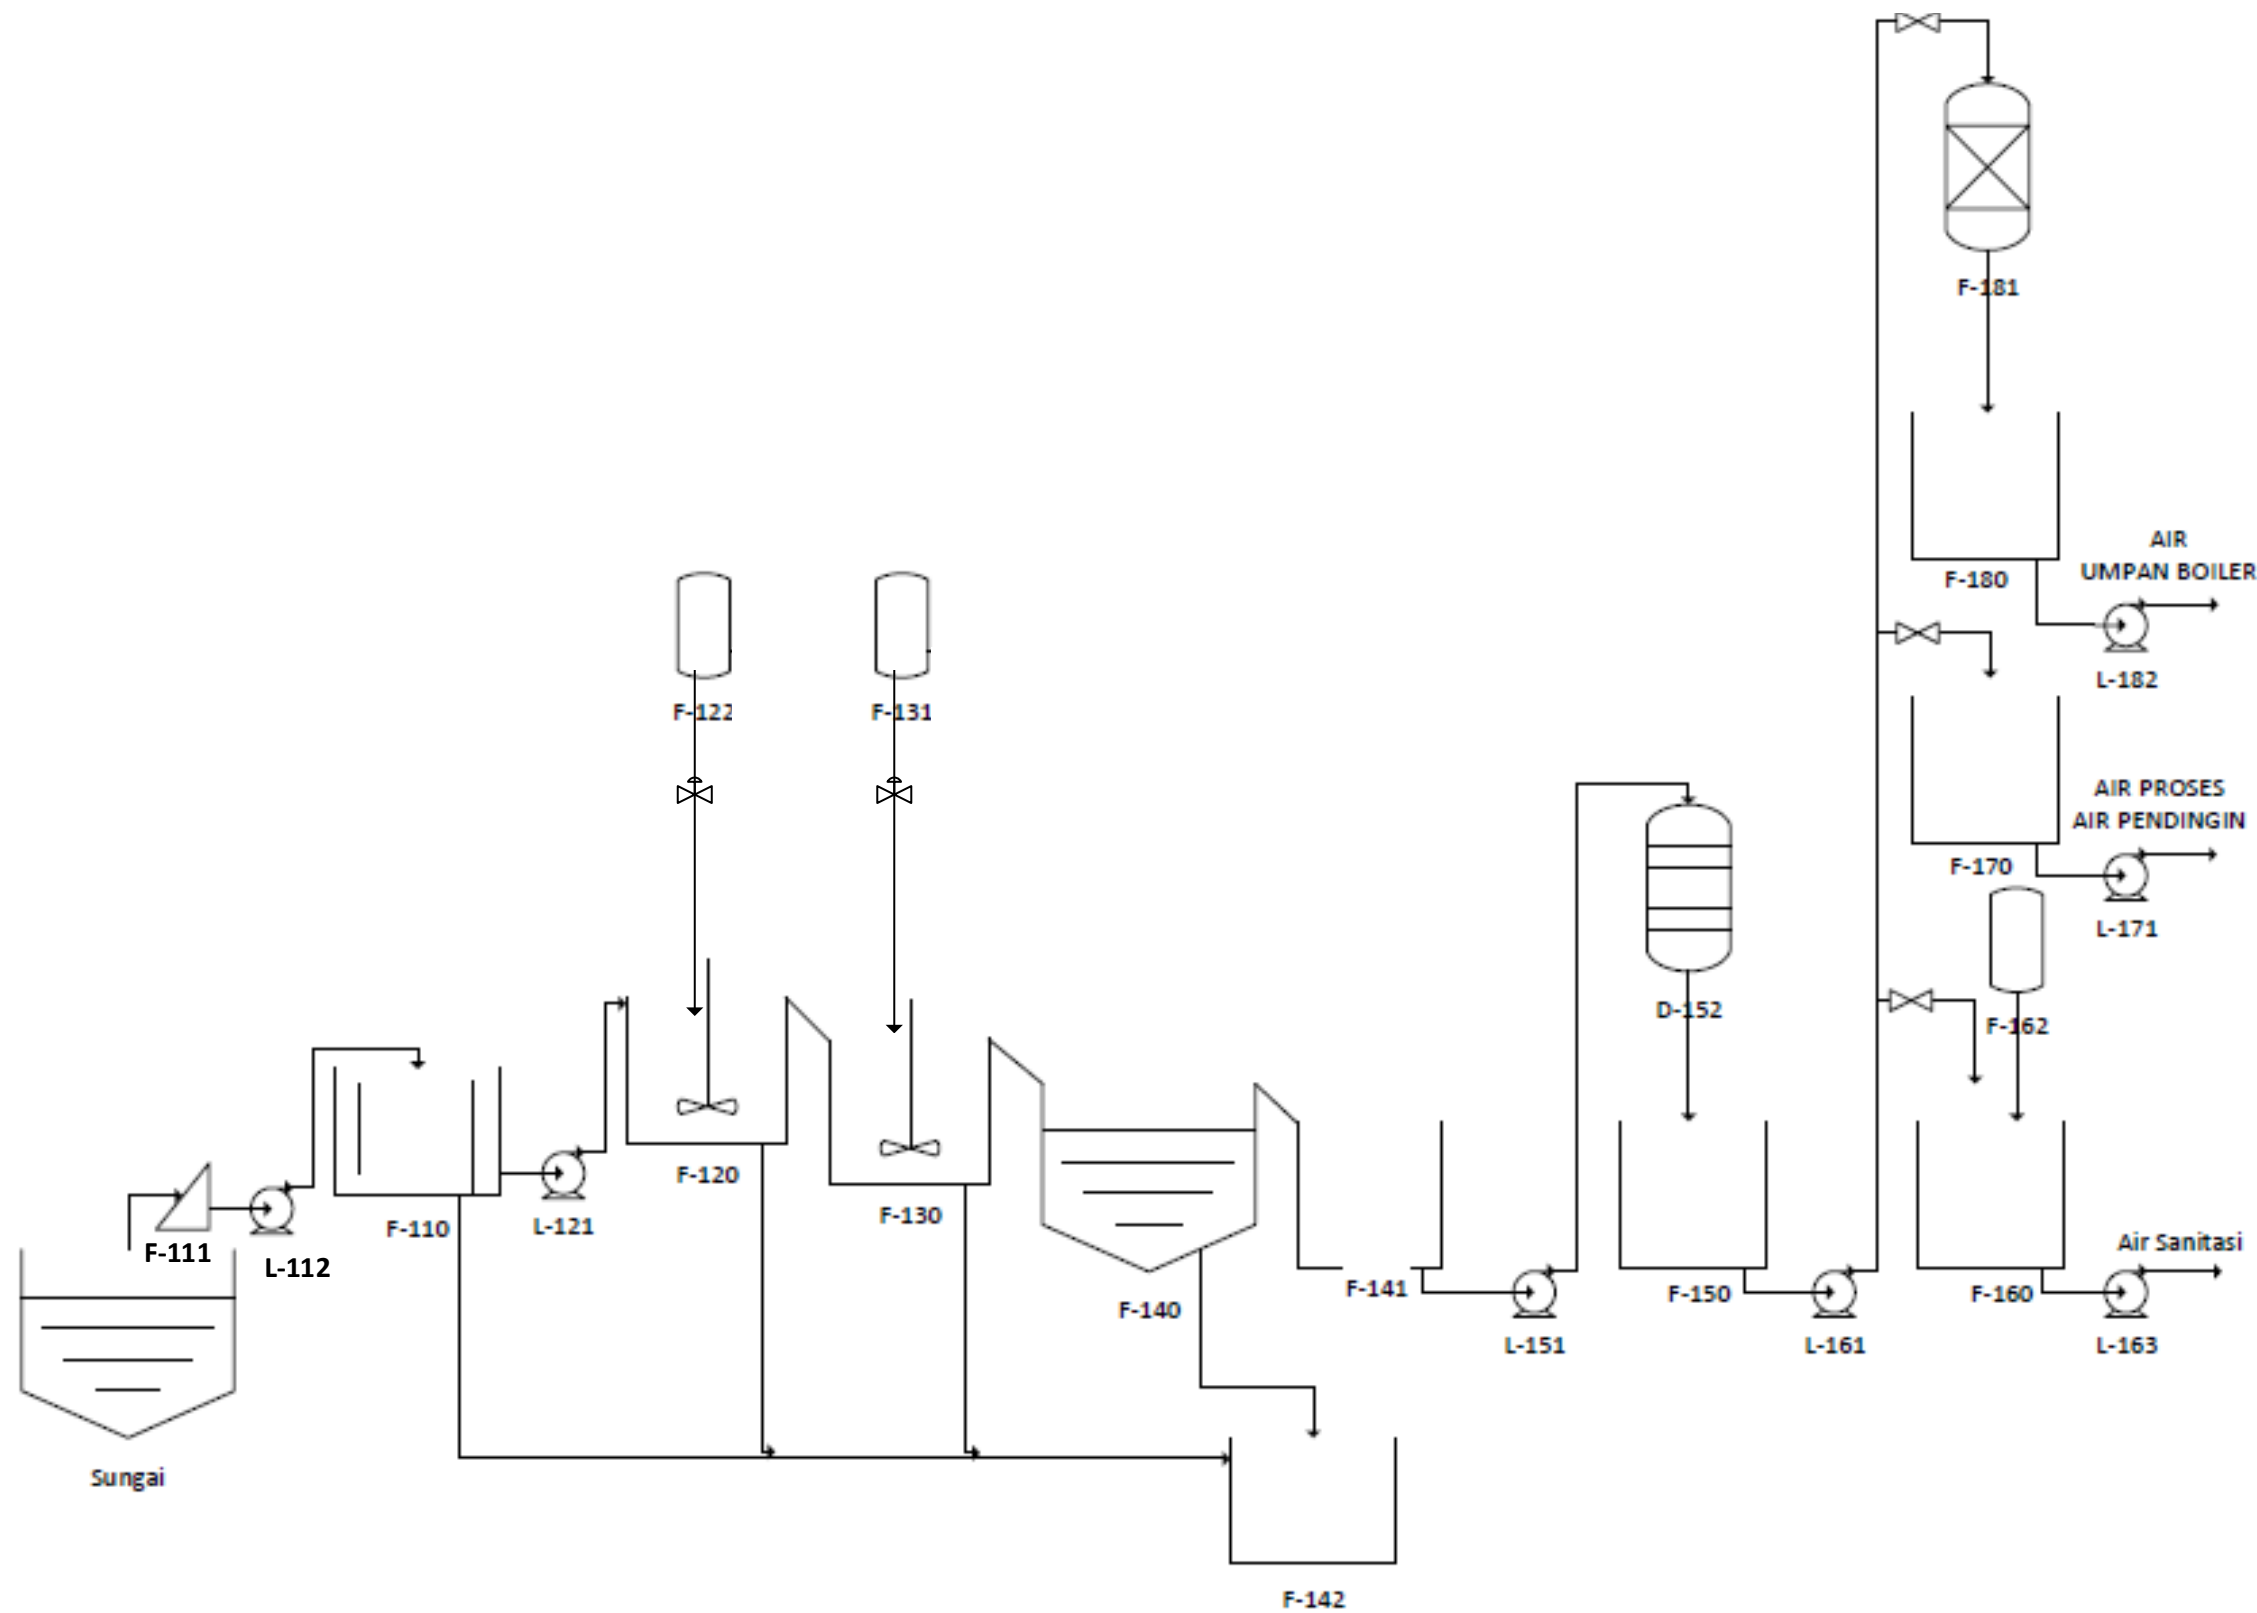 F-181
AIR
UMPAN BOILER
F-180
L-182
F-122
F-131
AIR PROSES
AIR PENDINGIN
F-170
L-171
D-152
F-162
F-120
F-130
F-110
L-121
F-111
L-112
F-140
F-141
F-150
F-160
Air Sanitasi
L-151
L-161
L-163
Sungai
F-142